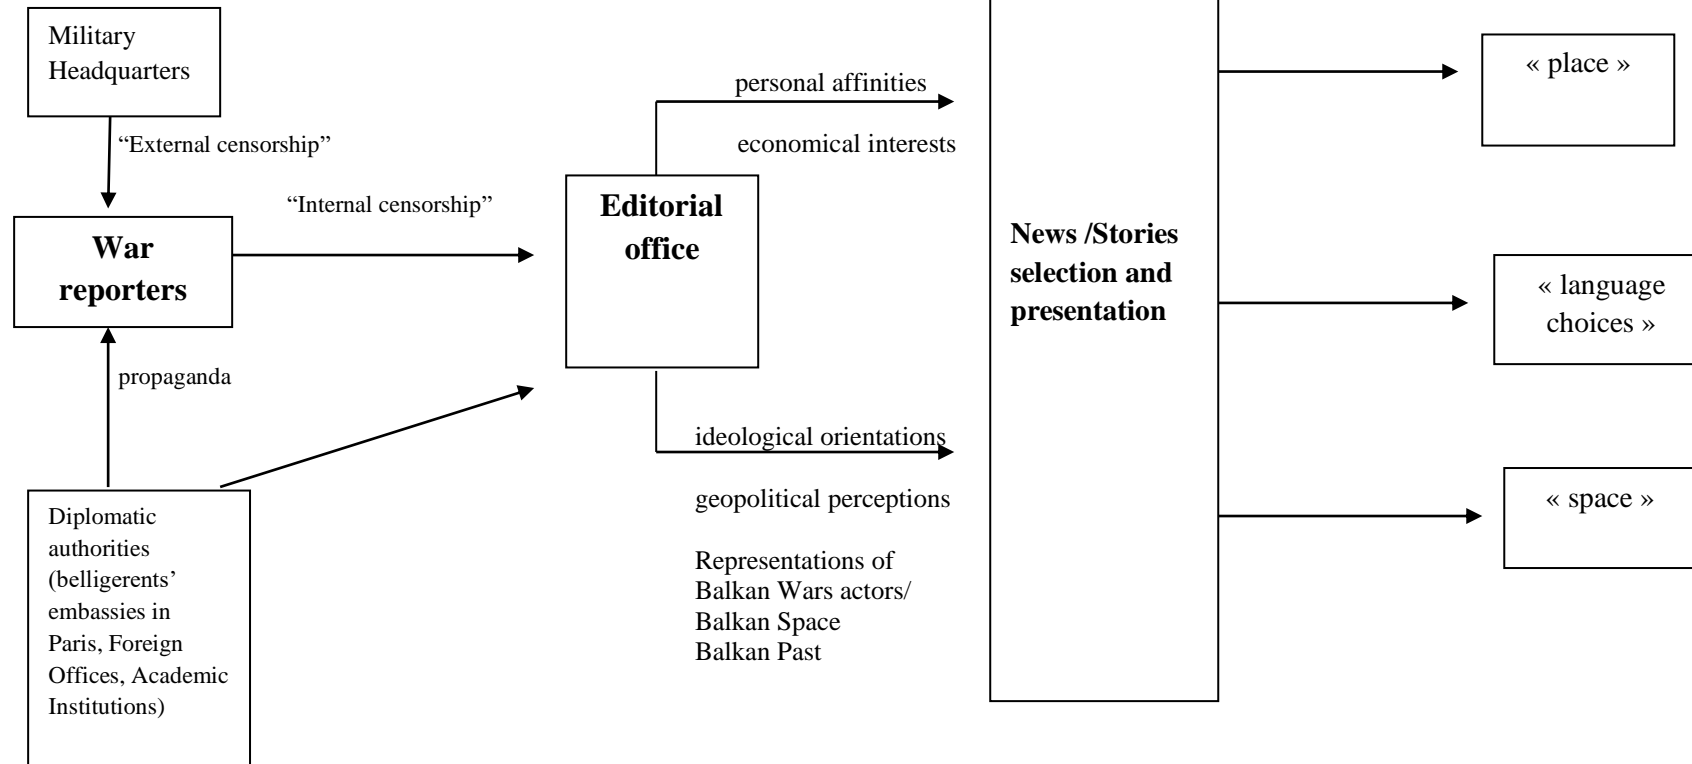 Military
Headquarters
“External censorship”
War
reporters
“Internal censorship”
propaganda
Diplomatic
authorities
(belligerents’
embassies in
Paris, Foreign
Offices, Academic
Institutions)
Editorial
office
personal affinities
economical interests
ideological orientations
geopolitical perceptions
Representations of
Balkan Wars actors/
Balkan Space
Balkan Past
News /Stories
selection and
presentation
« place »
« language
choices »
« space »